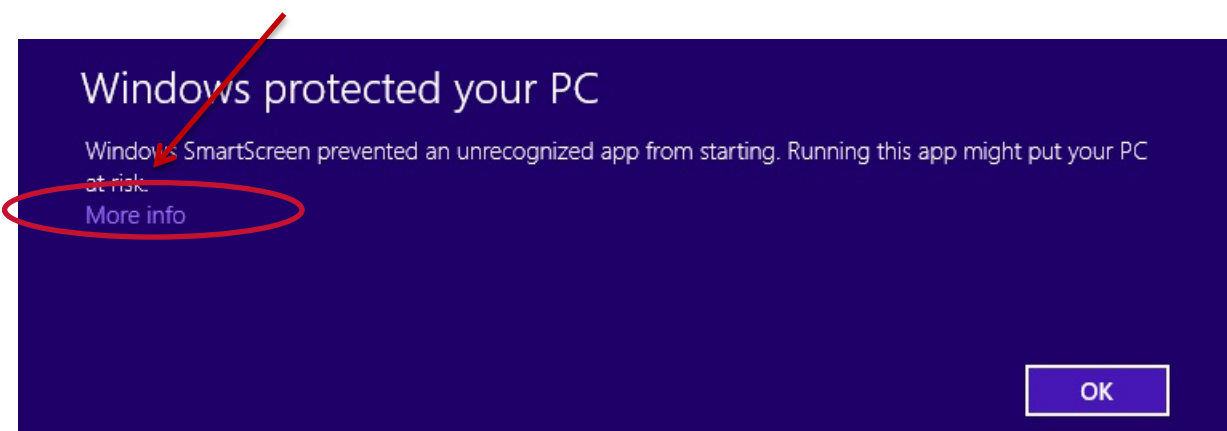 Windows protected your PC
Windows SmartScreen prevented an unrecognized app from starting. Running this app might put your PC
at risk.
More info
OK